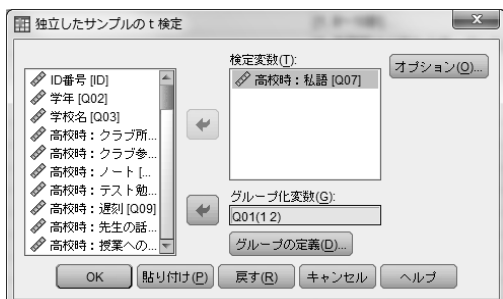 独立したサンプルの t 検定
ID番号 [ID]
学年 [Q02]
学校名 [Q03]
高校時：クラブ所...
高校時：クラブ参...
高校時：ノート [...
高校時：テスト勉...
高校時：遅刻 [Q09]
高校時：先生の話...
高校時：授業への...
検定変数(T):
高校時：私語 [Q07]
オプション(O)...
グループ化変数(G):
Q01(1 2)
グループの定義(D)...
OK
貼り付け(P)
戻す(R)
キャンセル
ヘルプ